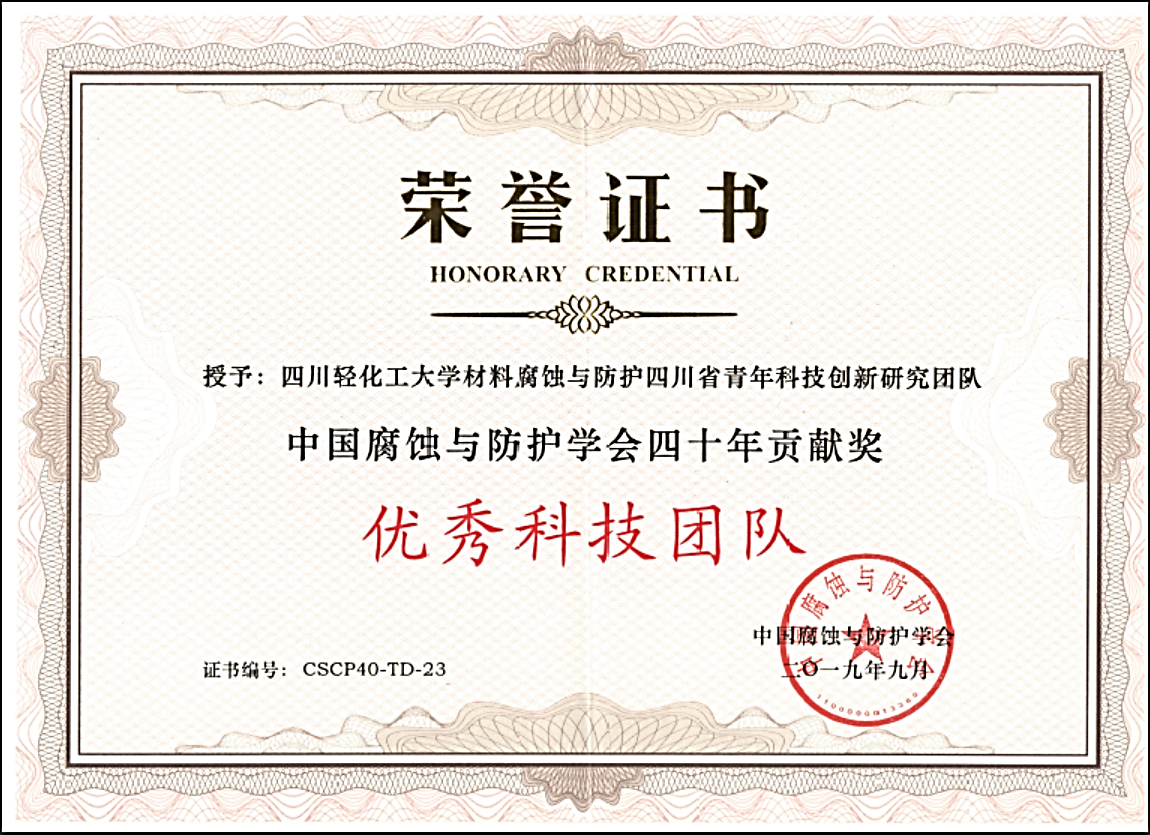 荣誉证书
HONORARY CREDENTIAL
授予：四川轻化工大学材料腐蚀与防护四川省青年科技创新研究团队
中国腐蚀与防护学会四十年贡献奖
优秀科技团队
中国腐蚀与防护学会
二〇一九年九月
证书编号：CSCP40-TD-23
中国腐蚀与防护学会